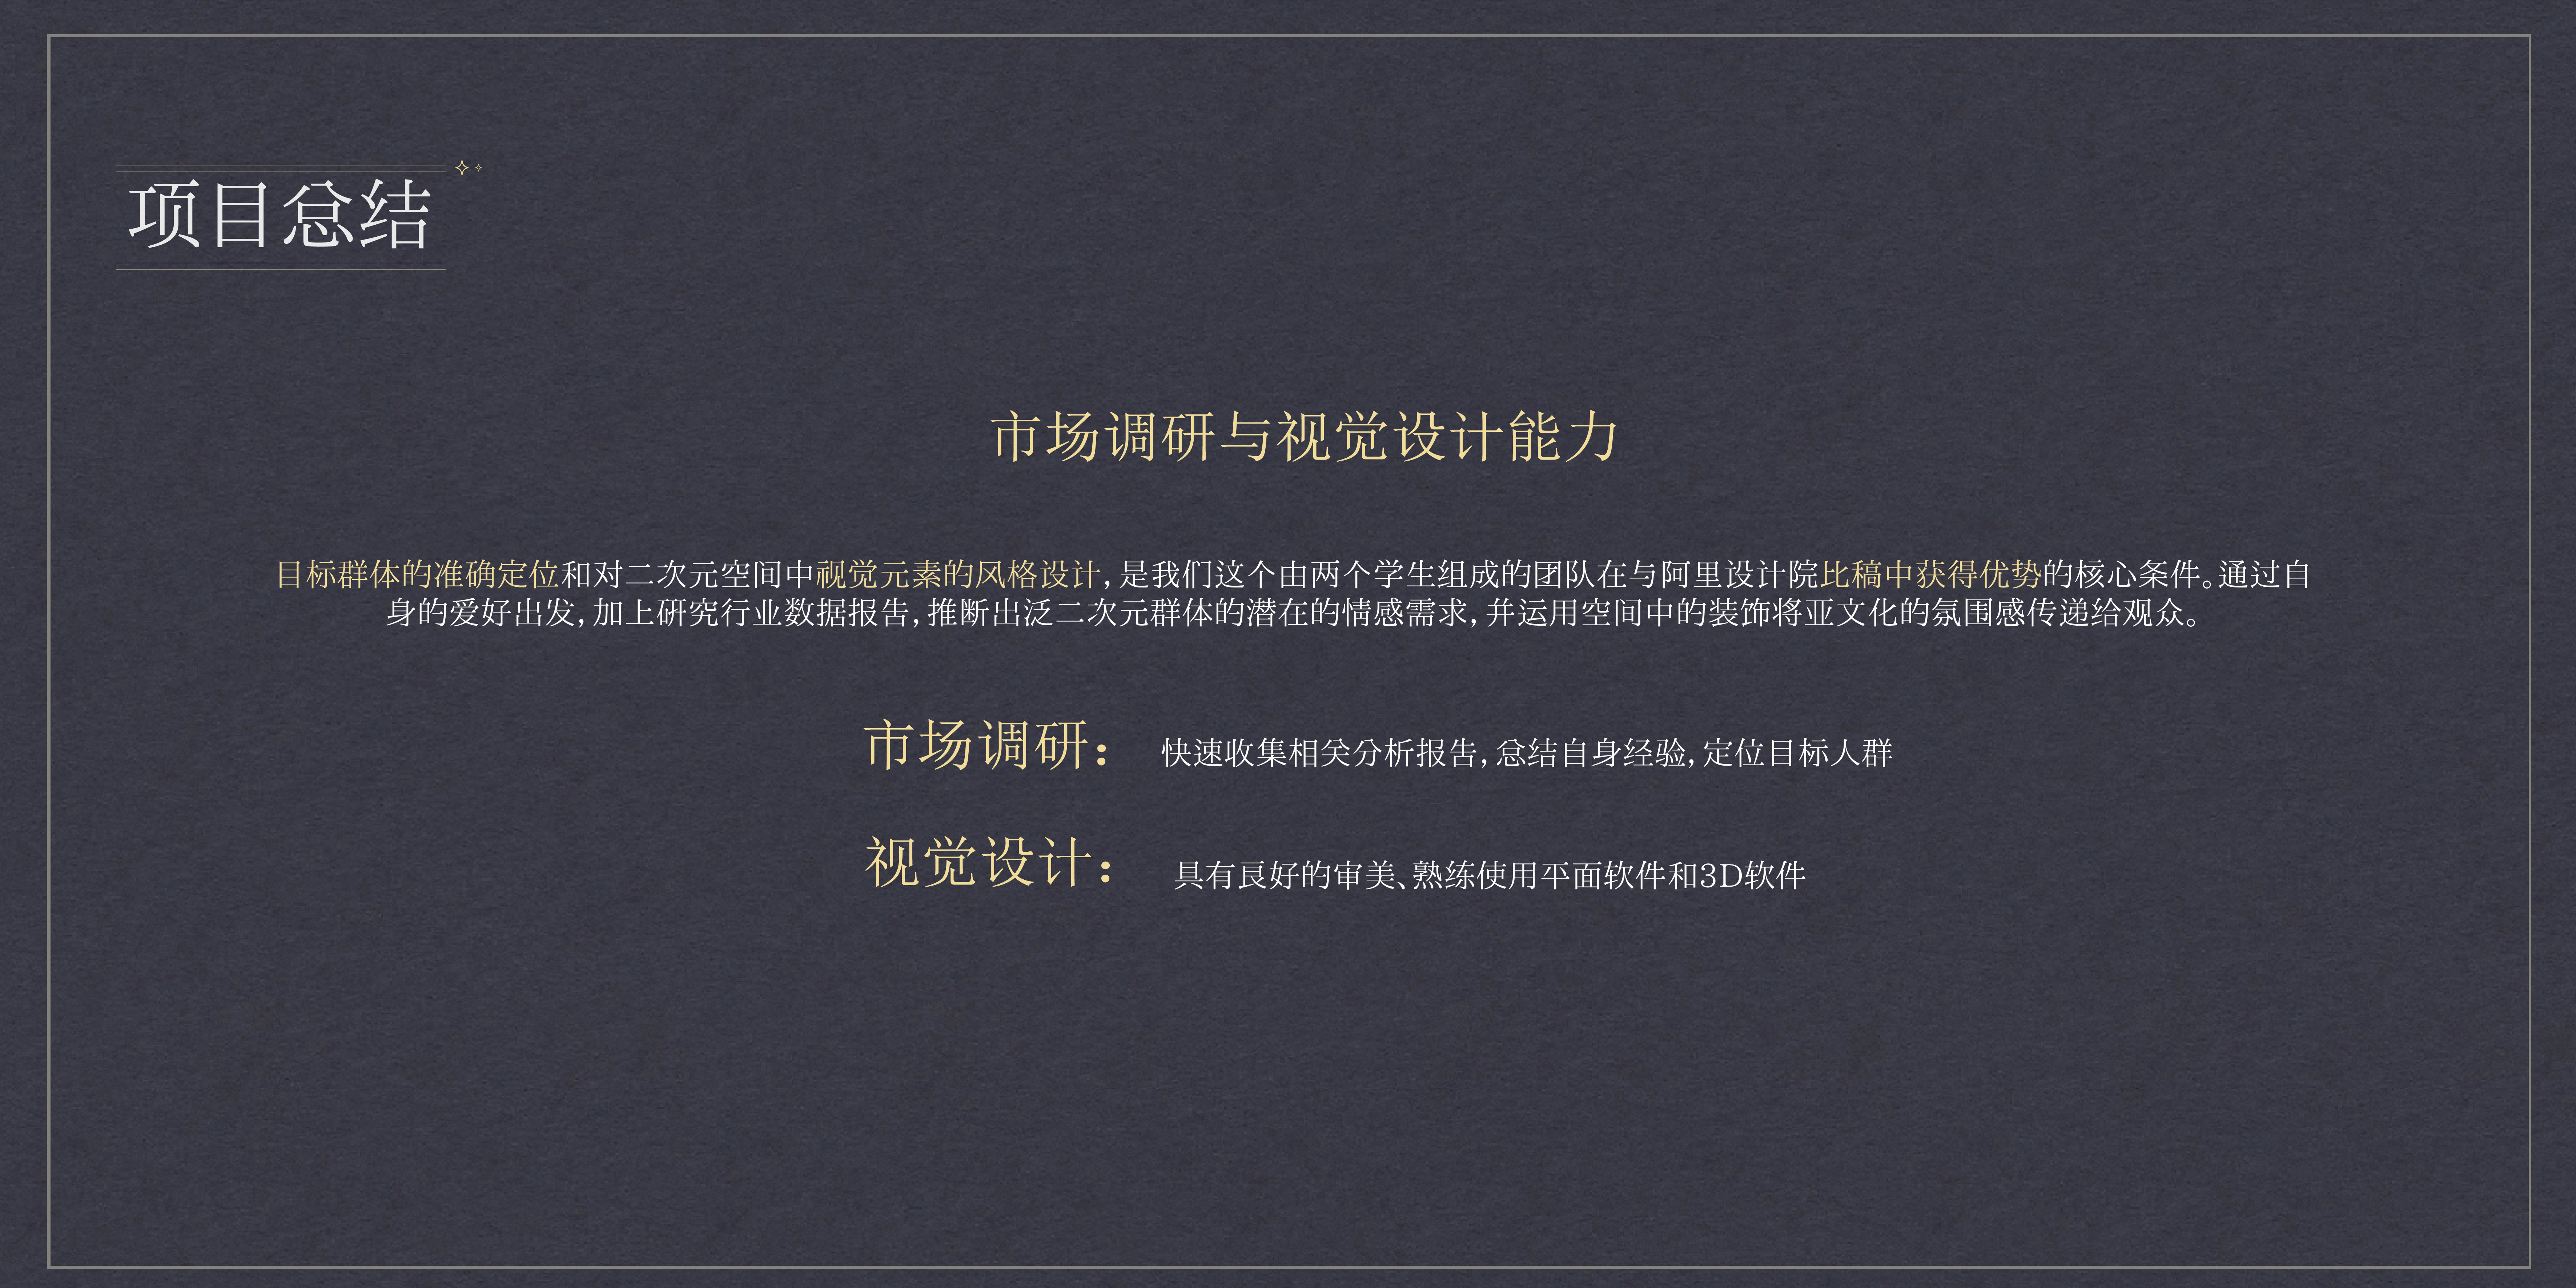 项目总结
市场调研与视觉设计能力
目标群体的准确定位和对二次元空间中视觉元素的风格设计，是我们这个由两个学生组成的团队在与阿里设计院比稿中获得优势的核心条件。通过自
身的爱好出发，加上研究行业数据报告，推断出泛二次元群体的潜在的情感需求，并运用空间中的装饰将亚文化的氛围感传递给观众。
市场调研： 快速收集相关分析报告，总结自身经验，定位目标人群
视觉设计： 具有良好的审美、熟练使用平面软件和3D软件